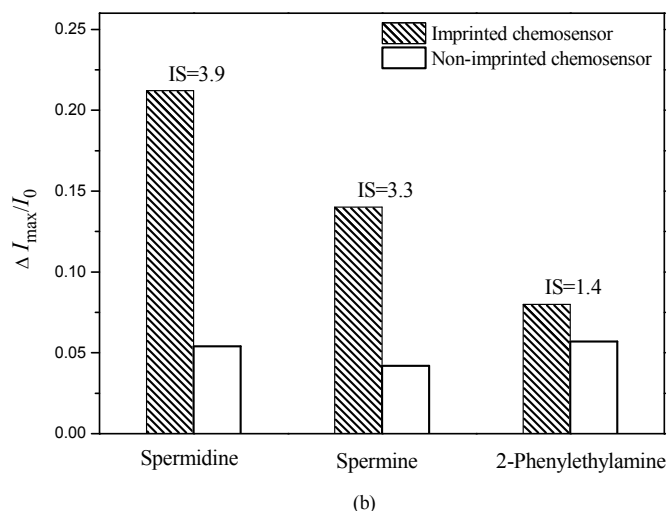 0.25
Imprinted chemosensor
Non-imprinted chemosensor
IS=3.9
0.20
0.15
IS=3.3
Δ Imax/I0
0.10
IS=1.4
0.05
0.00
Spermidine
Spermine
2-Phenylethylamine
(b)